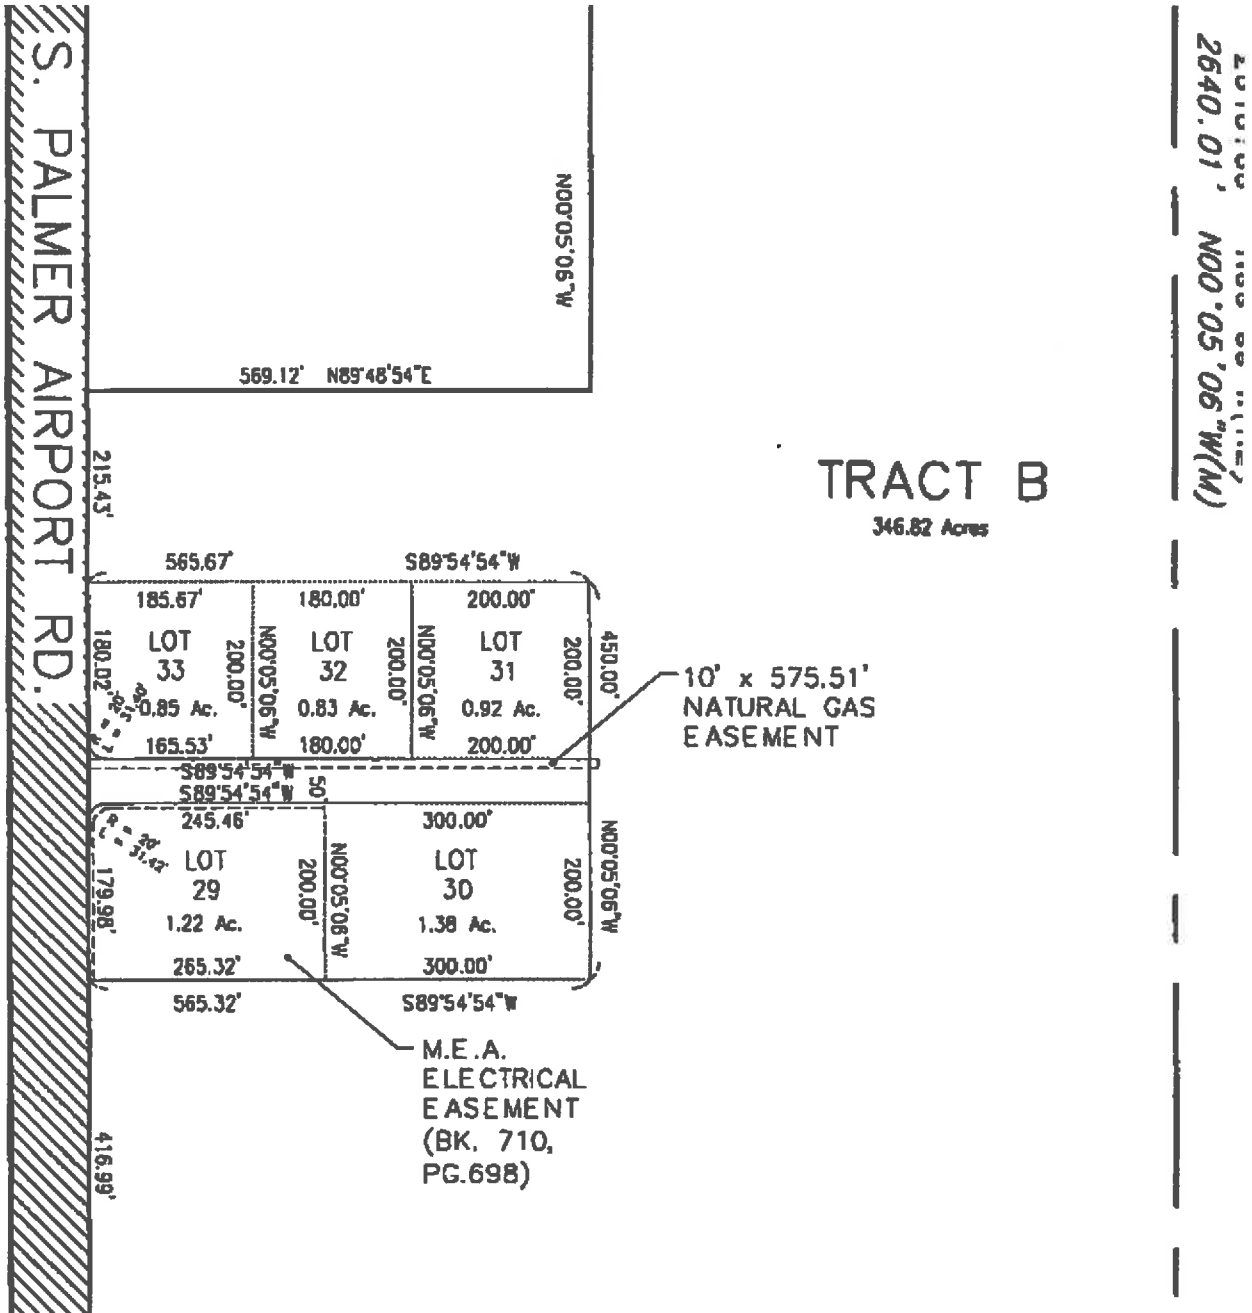 S. PALMER AIRPORT RD.
2640.01' N00°05'06"W(M)
N00°05'06"W
569.12' N89°48'54"E
215.43'
TRACT B
346.82 Acres
565.67' S89°54'54"W
185.67' 180.00' 200.00'
LOT
33
0.85 Ac.
165.53'
180.02'
200.00'
N00°05'06"W
LOT
32
0.83 Ac.
180.00'
200.00'
N00°05'06"W
LOT
31
0.92 Ac.
200.00'
200.00'
450.00'
10' x 575.51'
NATURAL GAS
EASEMENT
S89°54'54"W
S89°54'54"W
50'
245.46' 300.00'
R = 20'
L = 31.42'
LOT
29
1.22 Ac.
265.32'
179.98'
200.00'
N00°05'06"W
LOT
30
1.38 Ac.
300.00'
200.00'
N00°05'06"W
565.32' S89°54'54"W
M.E.A.
ELECTRICAL
EASEMENT
(BK. 710,
PG.698)
416.99'